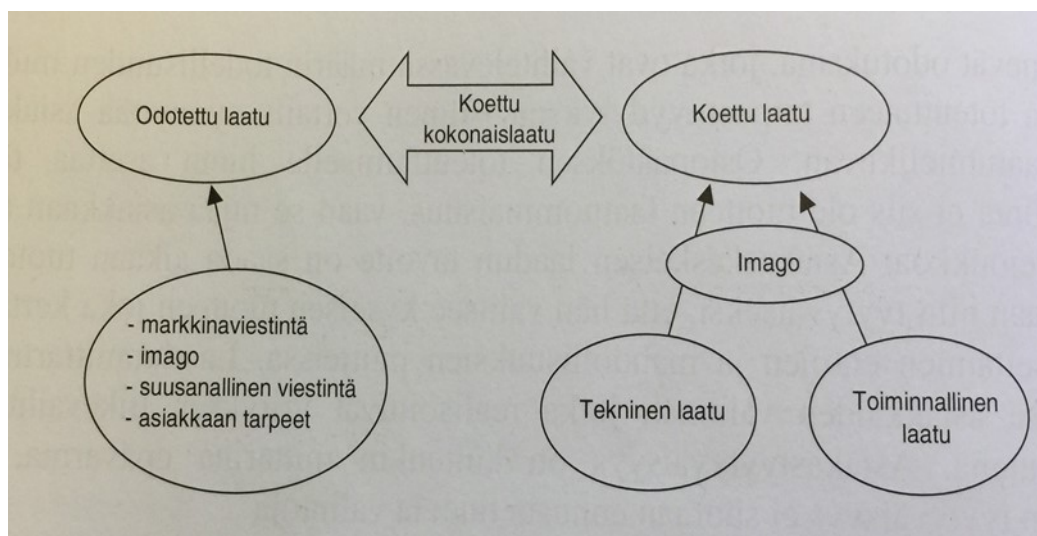 Odotettu laatu
Koettu
kokonaislaatu
Koettu laatu
Imago
- markkinaviestintä
- imago
- suusanallinen viestintä
- asiakkaan tarpeet
Tekninen laatu
Toiminnallinen
laatu